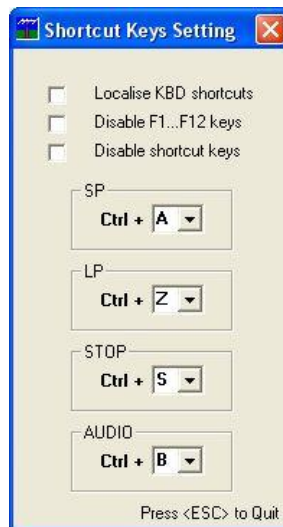 Shortcut Keys Setting
Localise KBD shortcuts
Disable F1...F12 keys
Disable shortcut keys
SP
Ctrl + A
LP
Ctrl + Z
STOP
Ctrl + S
AUDIO
Ctrl + B
Press <ESC> to Quit